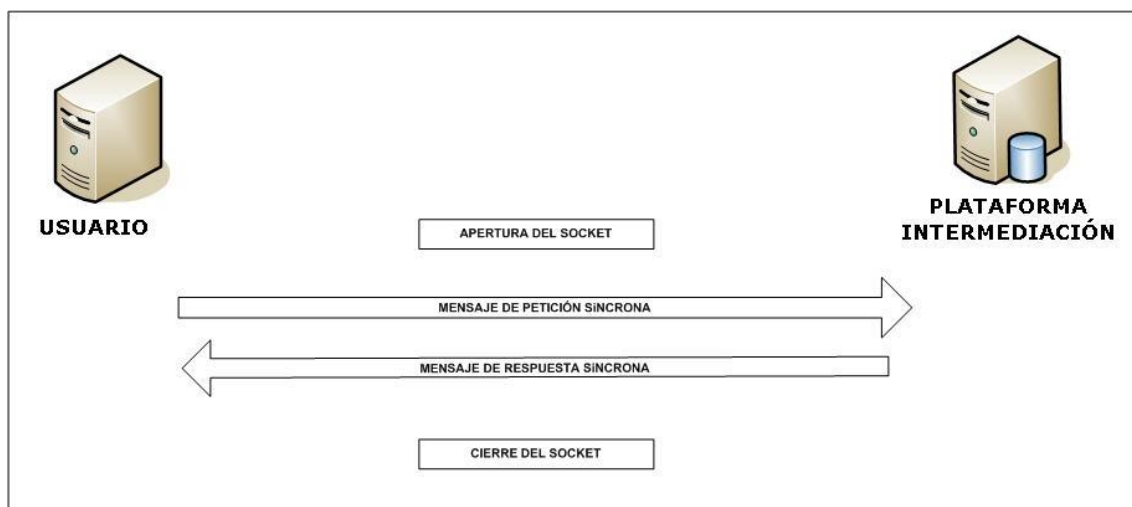 USUARIO
PLATAFORMA
INTERMEDIACIÓN
APERTURA DEL SOCKET
MENSAJE DE PETICIÓN SíNCRONA
MENSAJE DE RESPUESTA SíNCRONA
CIERRE DEL SOCKET